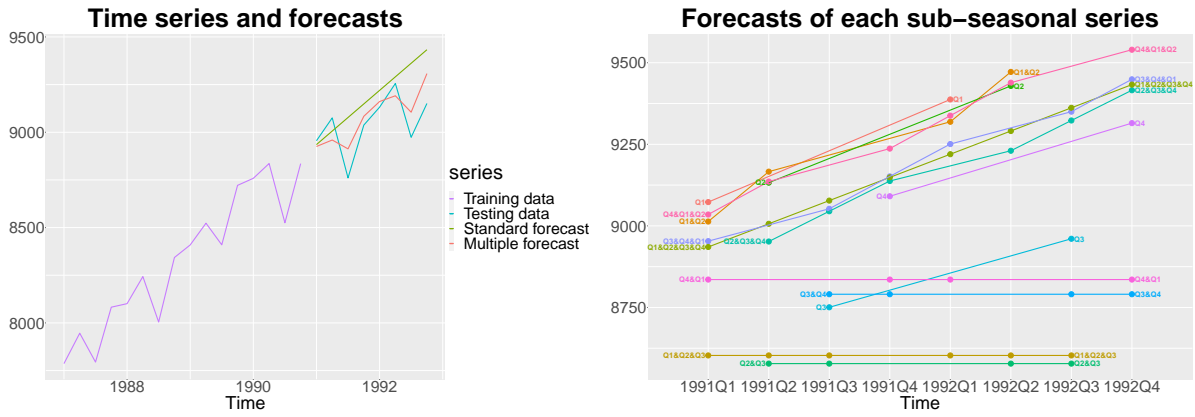 Time series and forecasts
9500
9000
8500
8000
1988
1990
1992
Time
series
Training data
Testing data
Standard forecast
Multiple forecast
Forecasts of each sub−seasonal series
9500
9250
9000
8750
Q4&Q1&Q2
Q1&Q2
Q2
Q3&Q4&Q1
Q1&Q2&Q3&Q4
Q2&Q3&Q4
Q1
Q4
Q1
Q2
Q4&Q1&Q2
Q1&Q2
Q4
Q3&Q4&Q1
Q2&Q3&Q4
Q1&Q2&Q3&Q4
Q3
Q4&Q1
Q4&Q1
Q3&Q4
Q3&Q4
Q3
Q1&Q2&Q3
Q1&Q2&Q3
Q2&Q3
Q2&Q3
1991Q1
1991Q2
1991Q3
1991Q4
1992Q1
1992Q2
1992Q3
1992Q4
Time